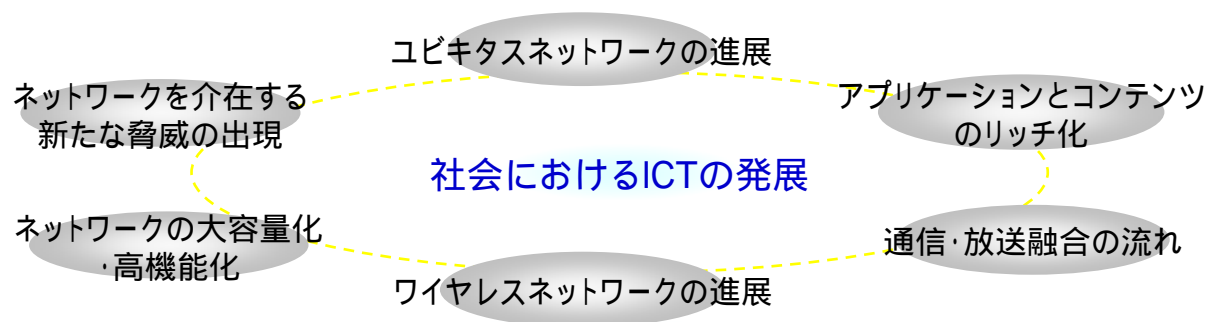 ユビキタスネットワークの進展
ネットワークを介在する
新たな脅威の出現
アプリケーションとコンテンツ
のリッチ化
社会におけるICTの発展
ネットワークの大容量化
・高機能化
通信・放送融合の流れ
ワイヤレスネットワークの進展